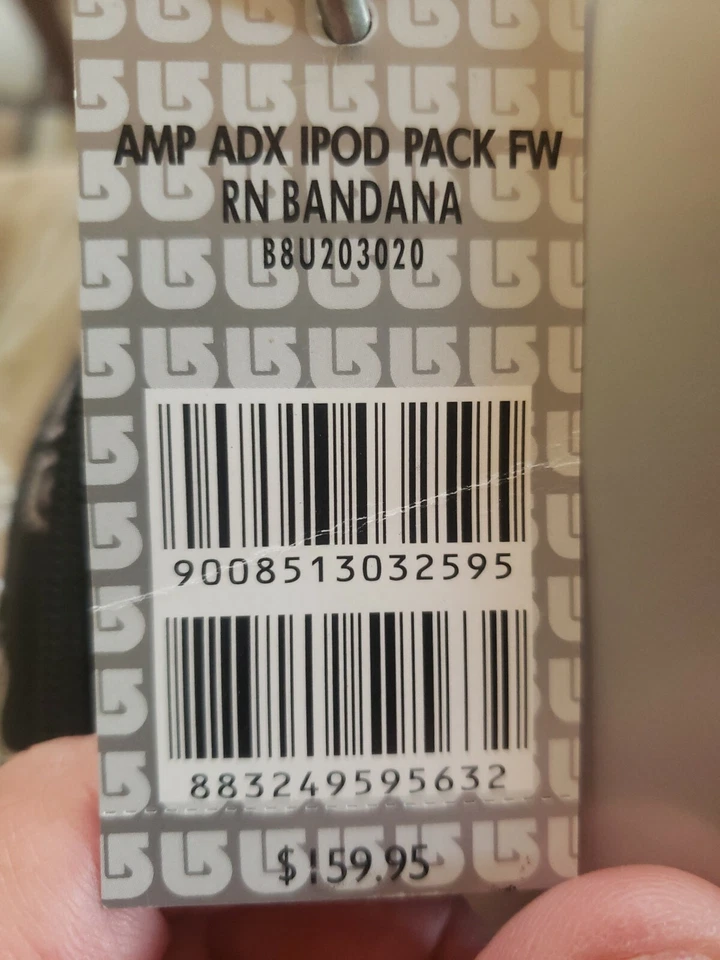 AMP ADX IPOD PACK FW
RN BANDANA
B8U203020
9008513032595
883249595632
$159.95